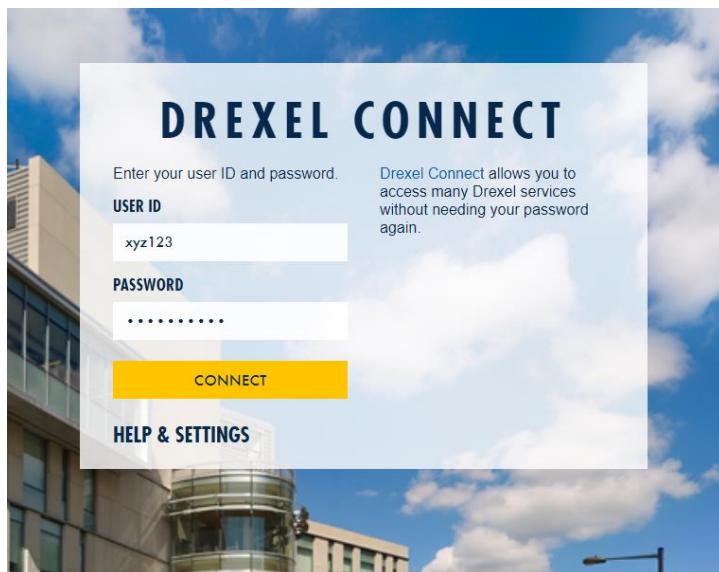 DREXEL CONNECT
Enter your user ID and password.
USER ID
xyz123
PASSWORD
••••••••••
CONNECT
HELP & SETTINGS
Drexel Connect allows you to
access many Drexel services
without needing your password
again.